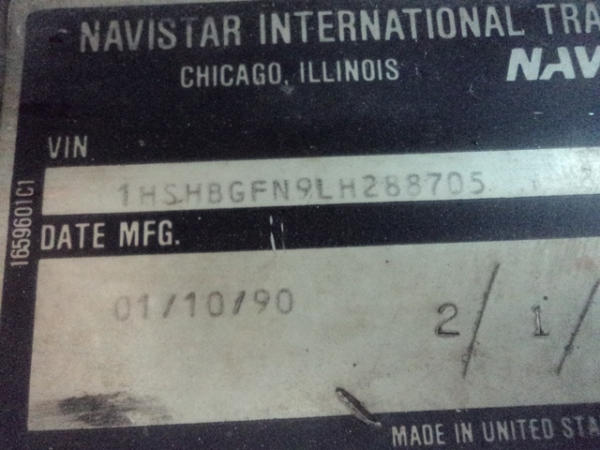 NAVISTAR INTERNATIONAL TRA
CHICAGO, ILLINOIS NAV
VIN
1HSHBGFN9LH288705
1659601C1
DATE MFG.
01/10/90 2/ 1/
MADE IN UNITED STA